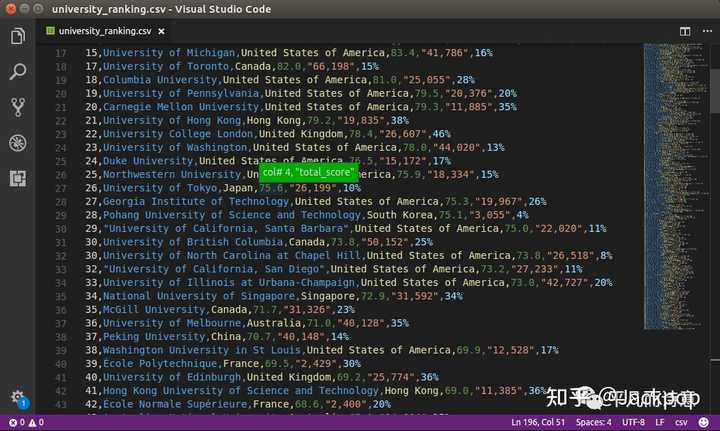 university_ranking.csv - Visual Studio Code
university_ranking.csv
17 15,University of Michigan,United States of America,83.4,"41,786",16%
18 17,University of Toronto,Canada,82.0,"66,198",15%
19 18,Columbia University,United States of America,81.0,"25,055",28%
20 19,University of Pennsylvania,United States of America,79.5,"20,376",20%
21 20,Carnegie Mellon University,United States of America,79.3,"11,885",35%
22 21,University of Hong Kong,Hong Kong,79.2,"19,835",38%
23 22,University College London,United Kingdom,78.4,"26,607",46%
24 23,University of Washington,United States of America,78.0,"44,020",13%
25 24,Duke University,United States of America,76.5,"15,172",17%
col# 4,"total_score"
26 25,Northwestern University,Un erica,75.9,"18,334",15%
27 26,University of Tokyo,Japan,75.6,"26,199",10%
28 27,Georgia Institute of Technology,United States of America,75.3,"19,967",26%
29 28,Pohang University of Science and Technology,South Korea,75.1,"3,055",4%
30 29,"University of California, Santa Barbara",United States of America,75.0,"22,020",11%
31 30,University of British Columbia,Canada,73.8,"50,152",25%
32 30,University of North Carolina at Chapel Hill,United States of America,73.8,"26,518",8%
33 32,"University of California, San Diego",United States of America,73.2,"27,233",11%
34 33,University of Illinois at Urbana-Champaign,United States of America,73.0,"42,727",20%
35 34,National University of Singapore,Singapore,72.9,"31,592",34%
36 35,McGill University,Canada,71.7,"31,326",23%
37 36,University of Melbourne,Australia,71.0,"40,128",35%
38 37,Peking University,China,70.7,"40,148",14%
39 38,Washington University in St Louis,United States of America,69.9,"12,528",17%
40 39,École Polytechnique,France,69.5,"2,429",30%
41 40,University of Edinburgh,United Kingdom,69.2,"25,774",36%
42 41,Hong Kong University of Science and Technology,Hong Kong,69.0,"11,385",36%
43 42,École Normale Supérieure,France,68.6,"2,400",20%
知乎
1
0 0 Ln 196, Col 51 Spaces: 4 UTF-8 LF csv